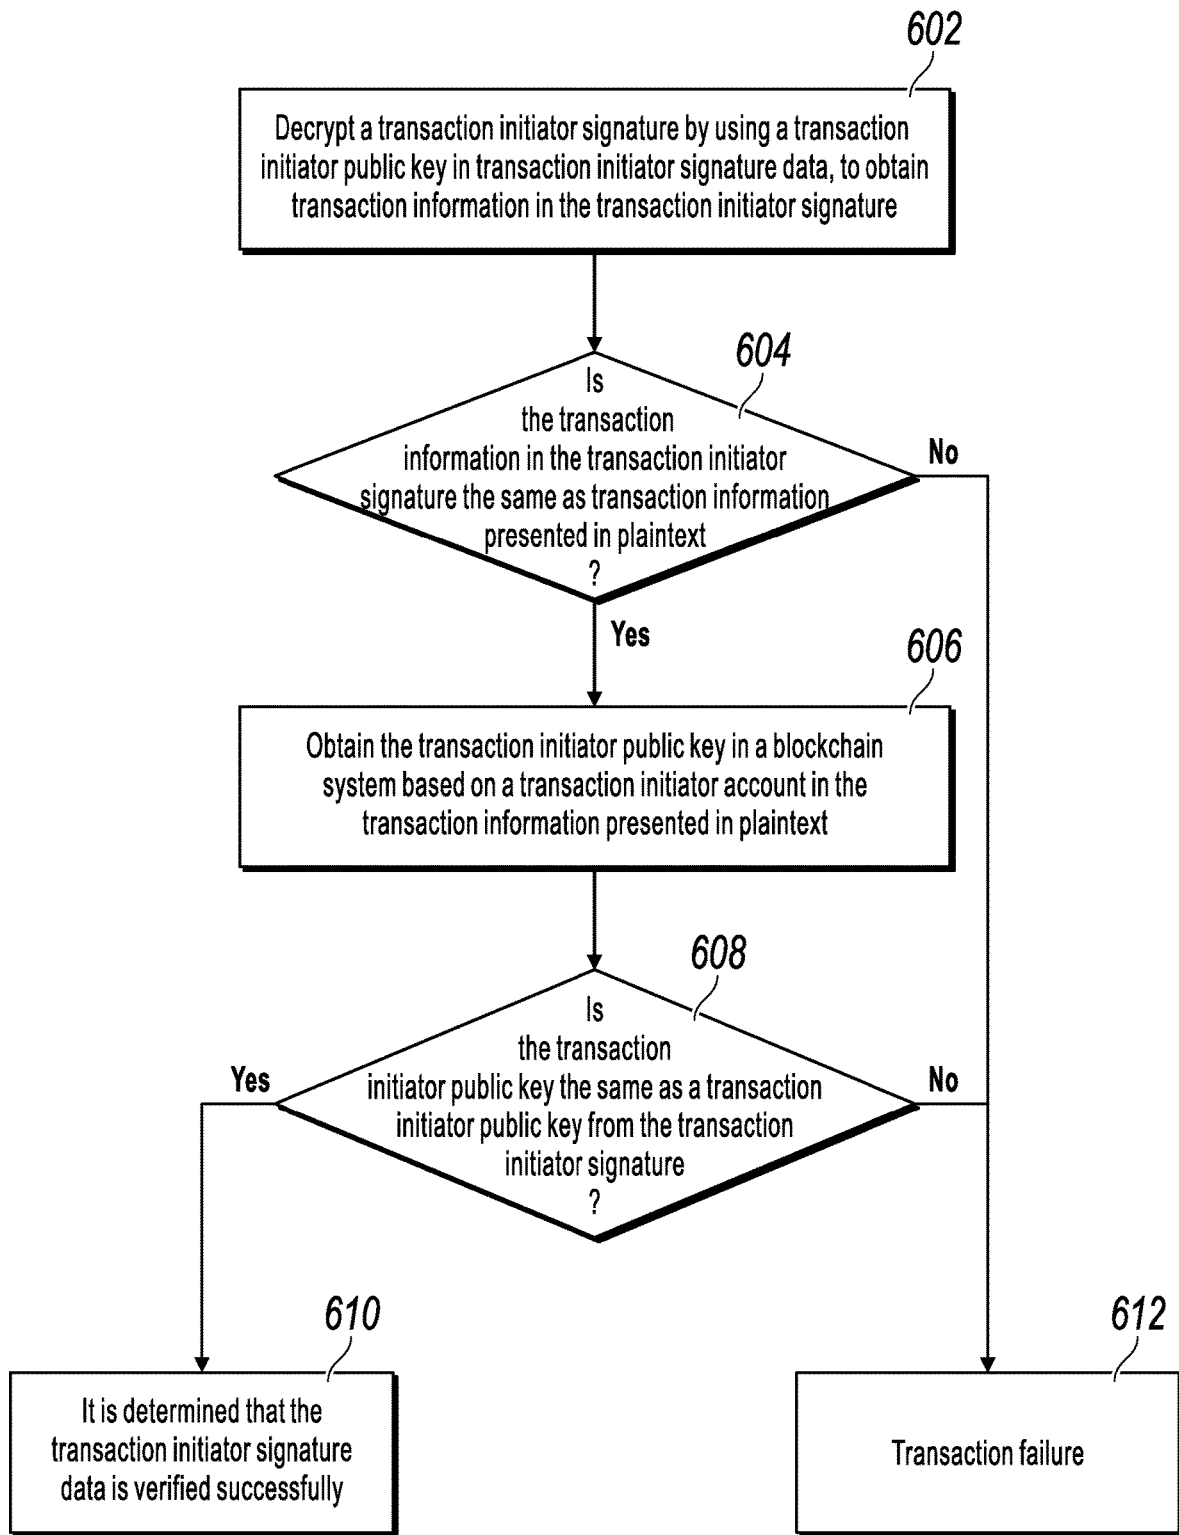 602
Decrypt a transaction initiator signature by using a transaction
initiator public key in transaction initiator signature data, to obtain
transaction information in the transaction initiator signature
604
Is
the transaction
information in the transaction initiator
signature the same as transaction information
presented in plaintext
?
No
Yes
606
Obtain the transaction initiator public key in a blockchain
system based on a transaction initiator account in the
transaction information presented in plaintext
608
Is
the transaction
initiator public key the same as a transaction
initiator public key from the transaction
initiator signature
?
Yes
No
610
It is determined that the
transaction initiator signature
data is verified successfully
612
Transaction failure